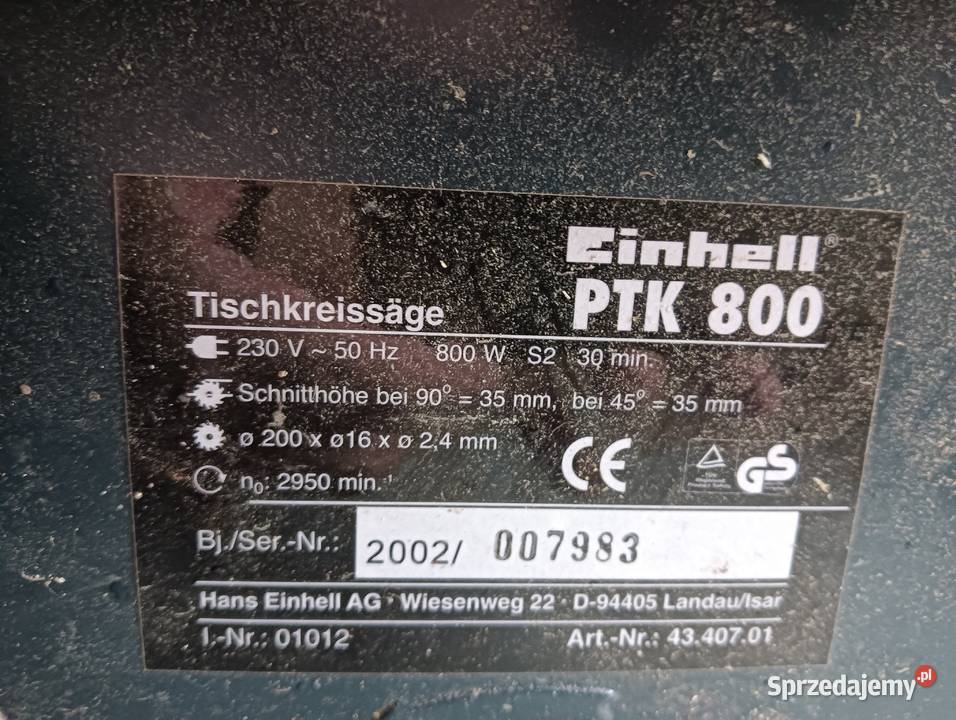 Einhell®
PTK 800
Tischkreissäge
230 V ~ 50 Hz 800 W S2 30 min.
Schnitthöhe bei 90° = 35 mm, bei 45° = 35 mm
ø 200 x ø16 x ø 2,4 mm
CE
GS
n₀: 2950 min.⁻¹
Bj./Ser.-Nr.: 2002/ 007983
Hans Einhell AG · Wiesenweg 22 · D-94405 Landau/Isar
I.-Nr.: 01012 Art.-Nr.: 43.407.01
Sprzedajemy.pl